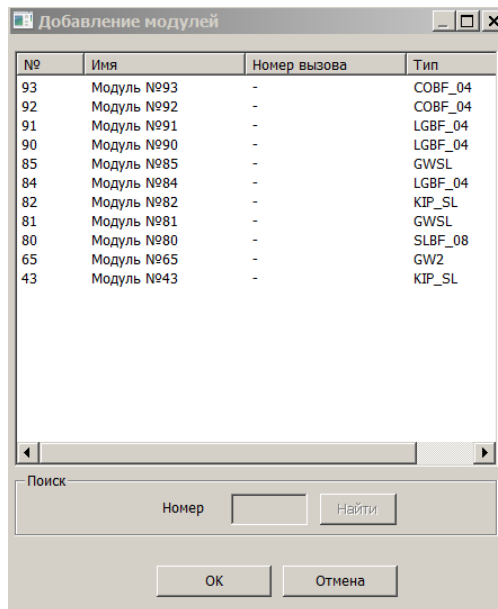 Добавление модулей
№ Имя Номер вызова Тип
93 Модуль №93 - COBF_04
92 Модуль №92 - COBF_04
91 Модуль №91 - LGBF_04
90 Модуль №90 - LGBF_04
85 Модуль №85 - GWSL
84 Модуль №84 - LGBF_04
82 Модуль №82 - KIP_SL
81 Модуль №81 - GWSL
80 Модуль №80 - SLBF_08
65 Модуль №65 - GW2
43 Модуль №43 - KIP_SL
Поиск
Номер Найти
ОК Отмена